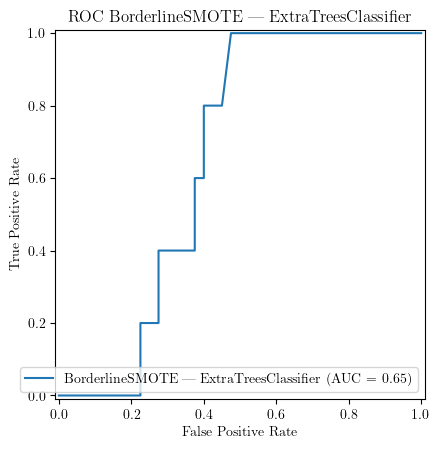 ROC BorderlineSMOTE — ExtraTreesClassifier
1.0
0.8
0.6
0.4
0.2
0.0
True Positive Rate
BorderlineSMOTE — ExtraTreesClassifier (AUC = 0.65)
0.0 0.2 0.4 0.6 0.8 1.0
False Positive Rate